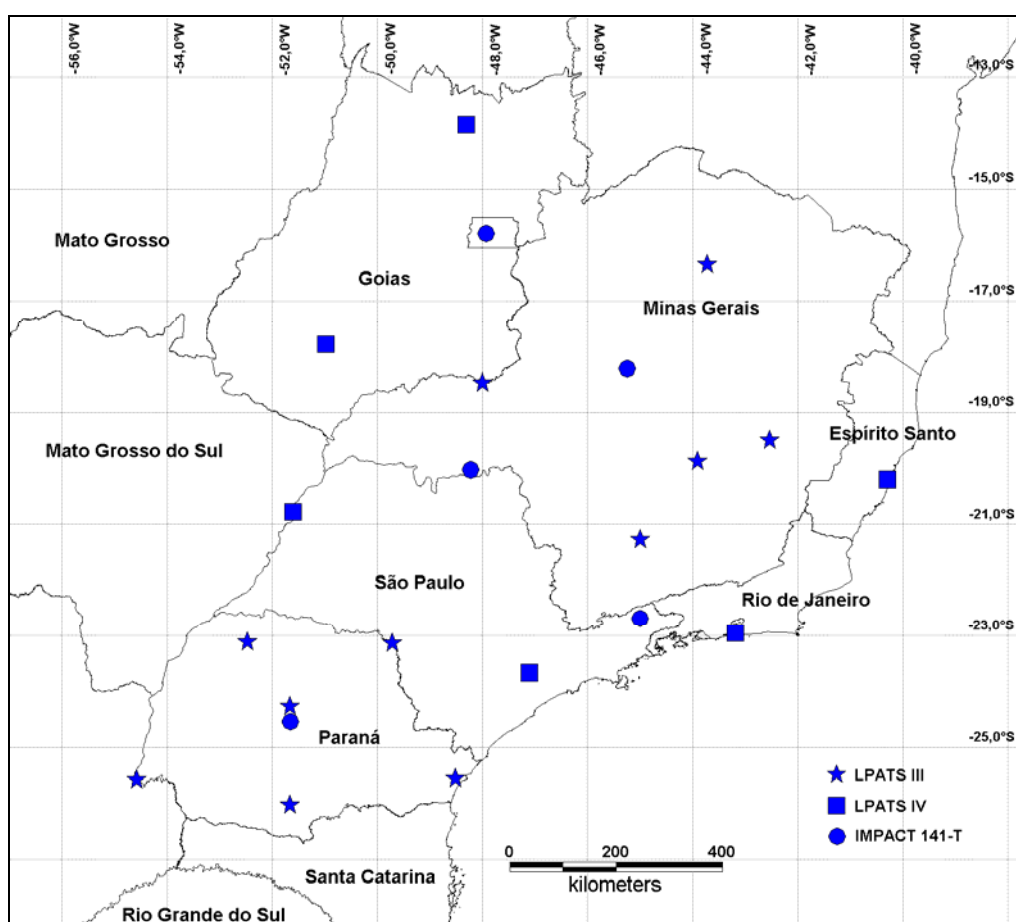 -56,0°W
-54,0°W
-52,0°W
-50,0°W
-48,0°W
-46,0°W
-44,0°W
-42,0°W
-40,0°W
-13,0°S
-15,0°S
Mato Grosso
Goias
Minas Gerais
-17,0°S
-19,0°S
Espírito Santo
Mato Grosso do Sul
-21,0°S
São Paulo
Rio de Janeiro
-23,0°S
Paraná
-25,0°S
LPATS III
LPATS IV
IMPACT 141-T
0 200 400
kilometers
Santa Catarina
Rio Grande do Sul